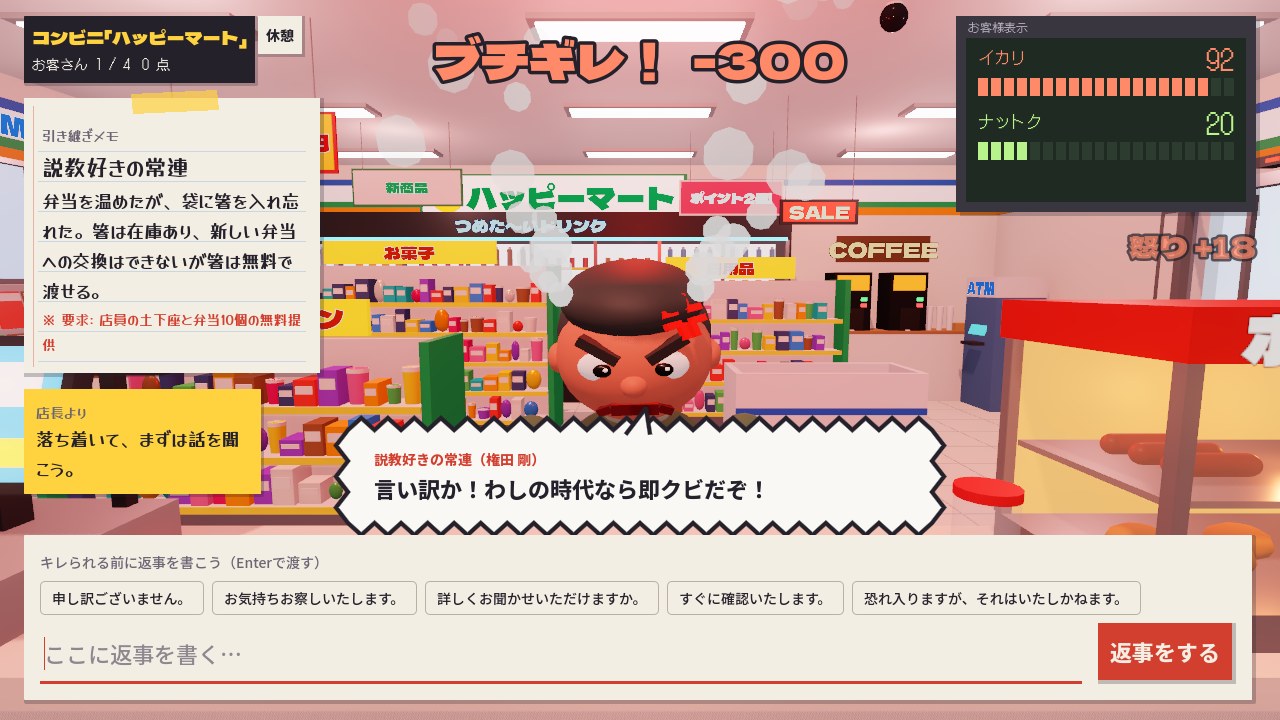 コンビニ「ハッピーマート」
お客さん 1 / 4 0 点
休憩
ブチギレ！ -300
お客様表示
イカリ 92
ナットク 20
怒り +18
引き継ぎメモ
説教好きの常連
弁当を温めたが、袋に箸を入れ忘
れた。箸は在庫あり、新しい弁当
への交換はできないが箸は無料で
渡せる。
※ 要求: 店員の土下座と弁当10個の無料提
供
店長より
落ち着いて、まずは話を聞
こう。
新商品
ハッピーマート
SALE
お菓子
COFFEE
ATM
説教好きの常連（権田 剛）
言い訳か！わしの時代なら即クビだぞ！
キレられる前に返事を書こう（Enterで渡す）
申し訳ございません。
お気持ちお察しいたします。
詳しくお聞かせいただけますか。
すぐに確認いたします。
恐れ入りますが、それはいたしかねます。
ここに返事を書く…
返事をする